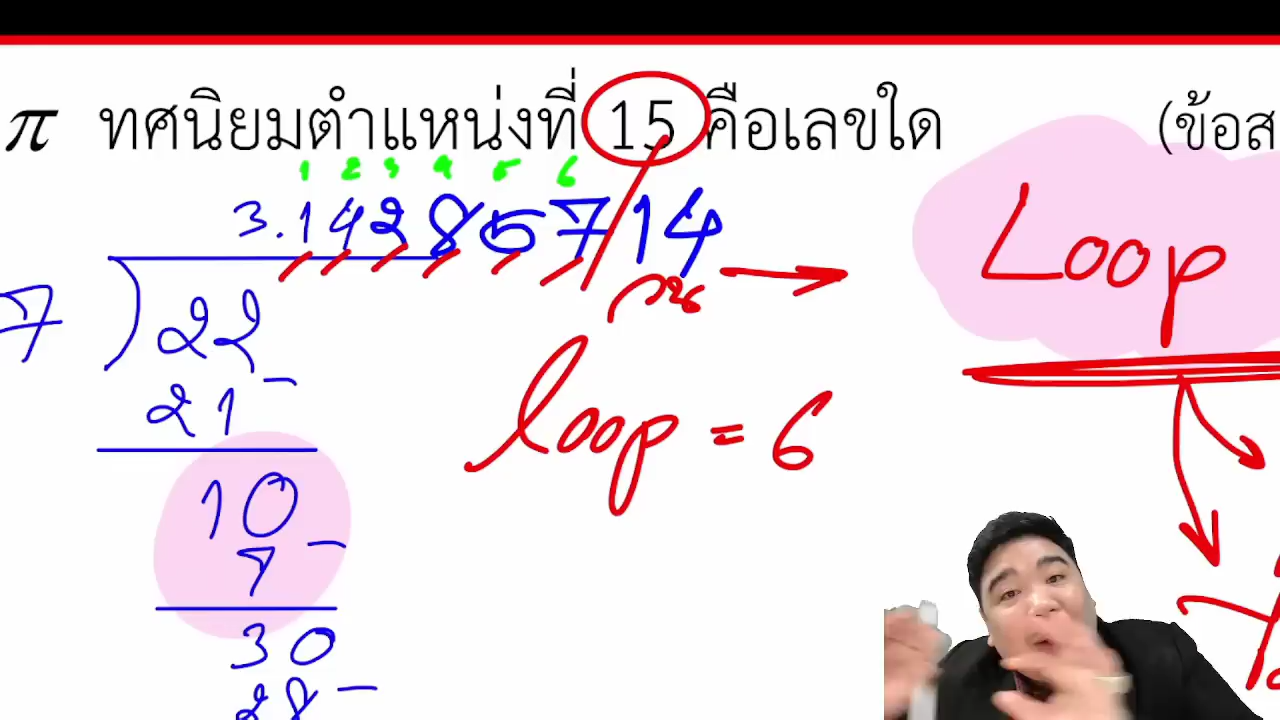 π ทศนิยมตำแหน่งที่ 15 คือเลขใด (ข้อส
1 2 3 4 5 6
3.14285714
Loop
7 22
21
loop = 6
10
7
30
28